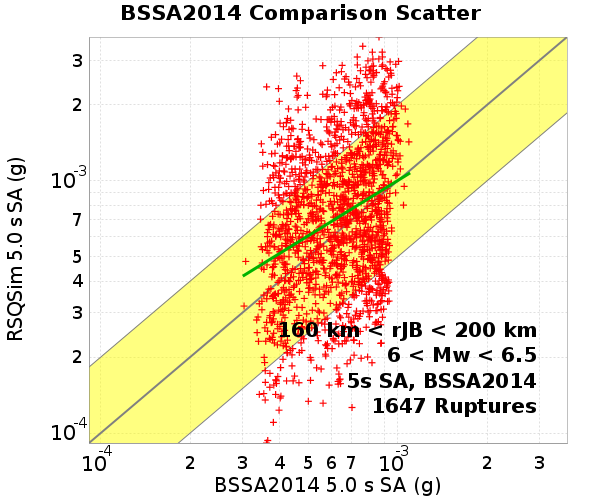 BSSA2014 Comparison Scatter
RSQSim 5.0 s SA (g)
3
2
10-3
7
5
4
3
2
10-4
160 km < rJB < 200 km
6 < Mw < 6.5
5s SA, BSSA2014
1647 Ruptures
10-4 2 3 4 5 6 7 10-3 2 3
BSSA2014 5.0 s SA (g)